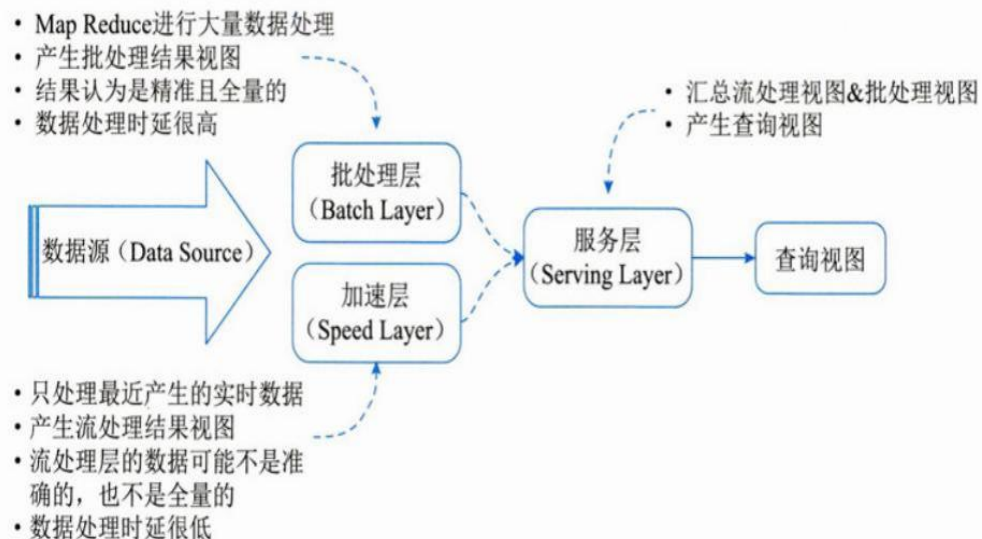 • Map Reduce进行大量数据处理
• 产生批处理结果视图
• 结果认为是精准且全量的
• 数据处理时延很高
• 汇总流处理视图&批处理视图
• 产生查询视图
数据源（Data Source）
批处理层
（Batch Layer）
加速层
（Speed Layer）
服务层
（Serving Layer）
查询视图
• 只处理最近产生的实时数据
• 产生流处理结果视图
• 流处理层的数据可能不是准
确的，也不是全量的
• 数据处理时延很低